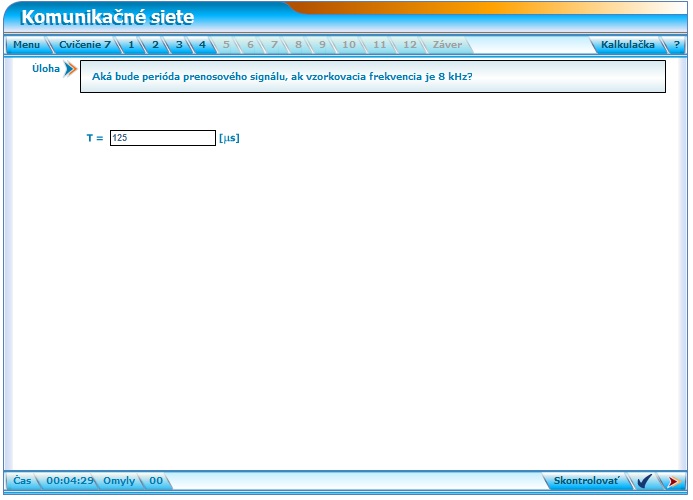 Komunikačné siete
Menu Cvičenie 7 1 2 3 4 5 6 7 8 9 10 11 12 Záver Kalkulačka ?
Úloha
Aká bude perióda prenosového signálu, ak vzorkovacia frekvencia je 8 kHz?
T = 125 [µs]
Čas 00:04:29 Omyly 00 Skontrolovať